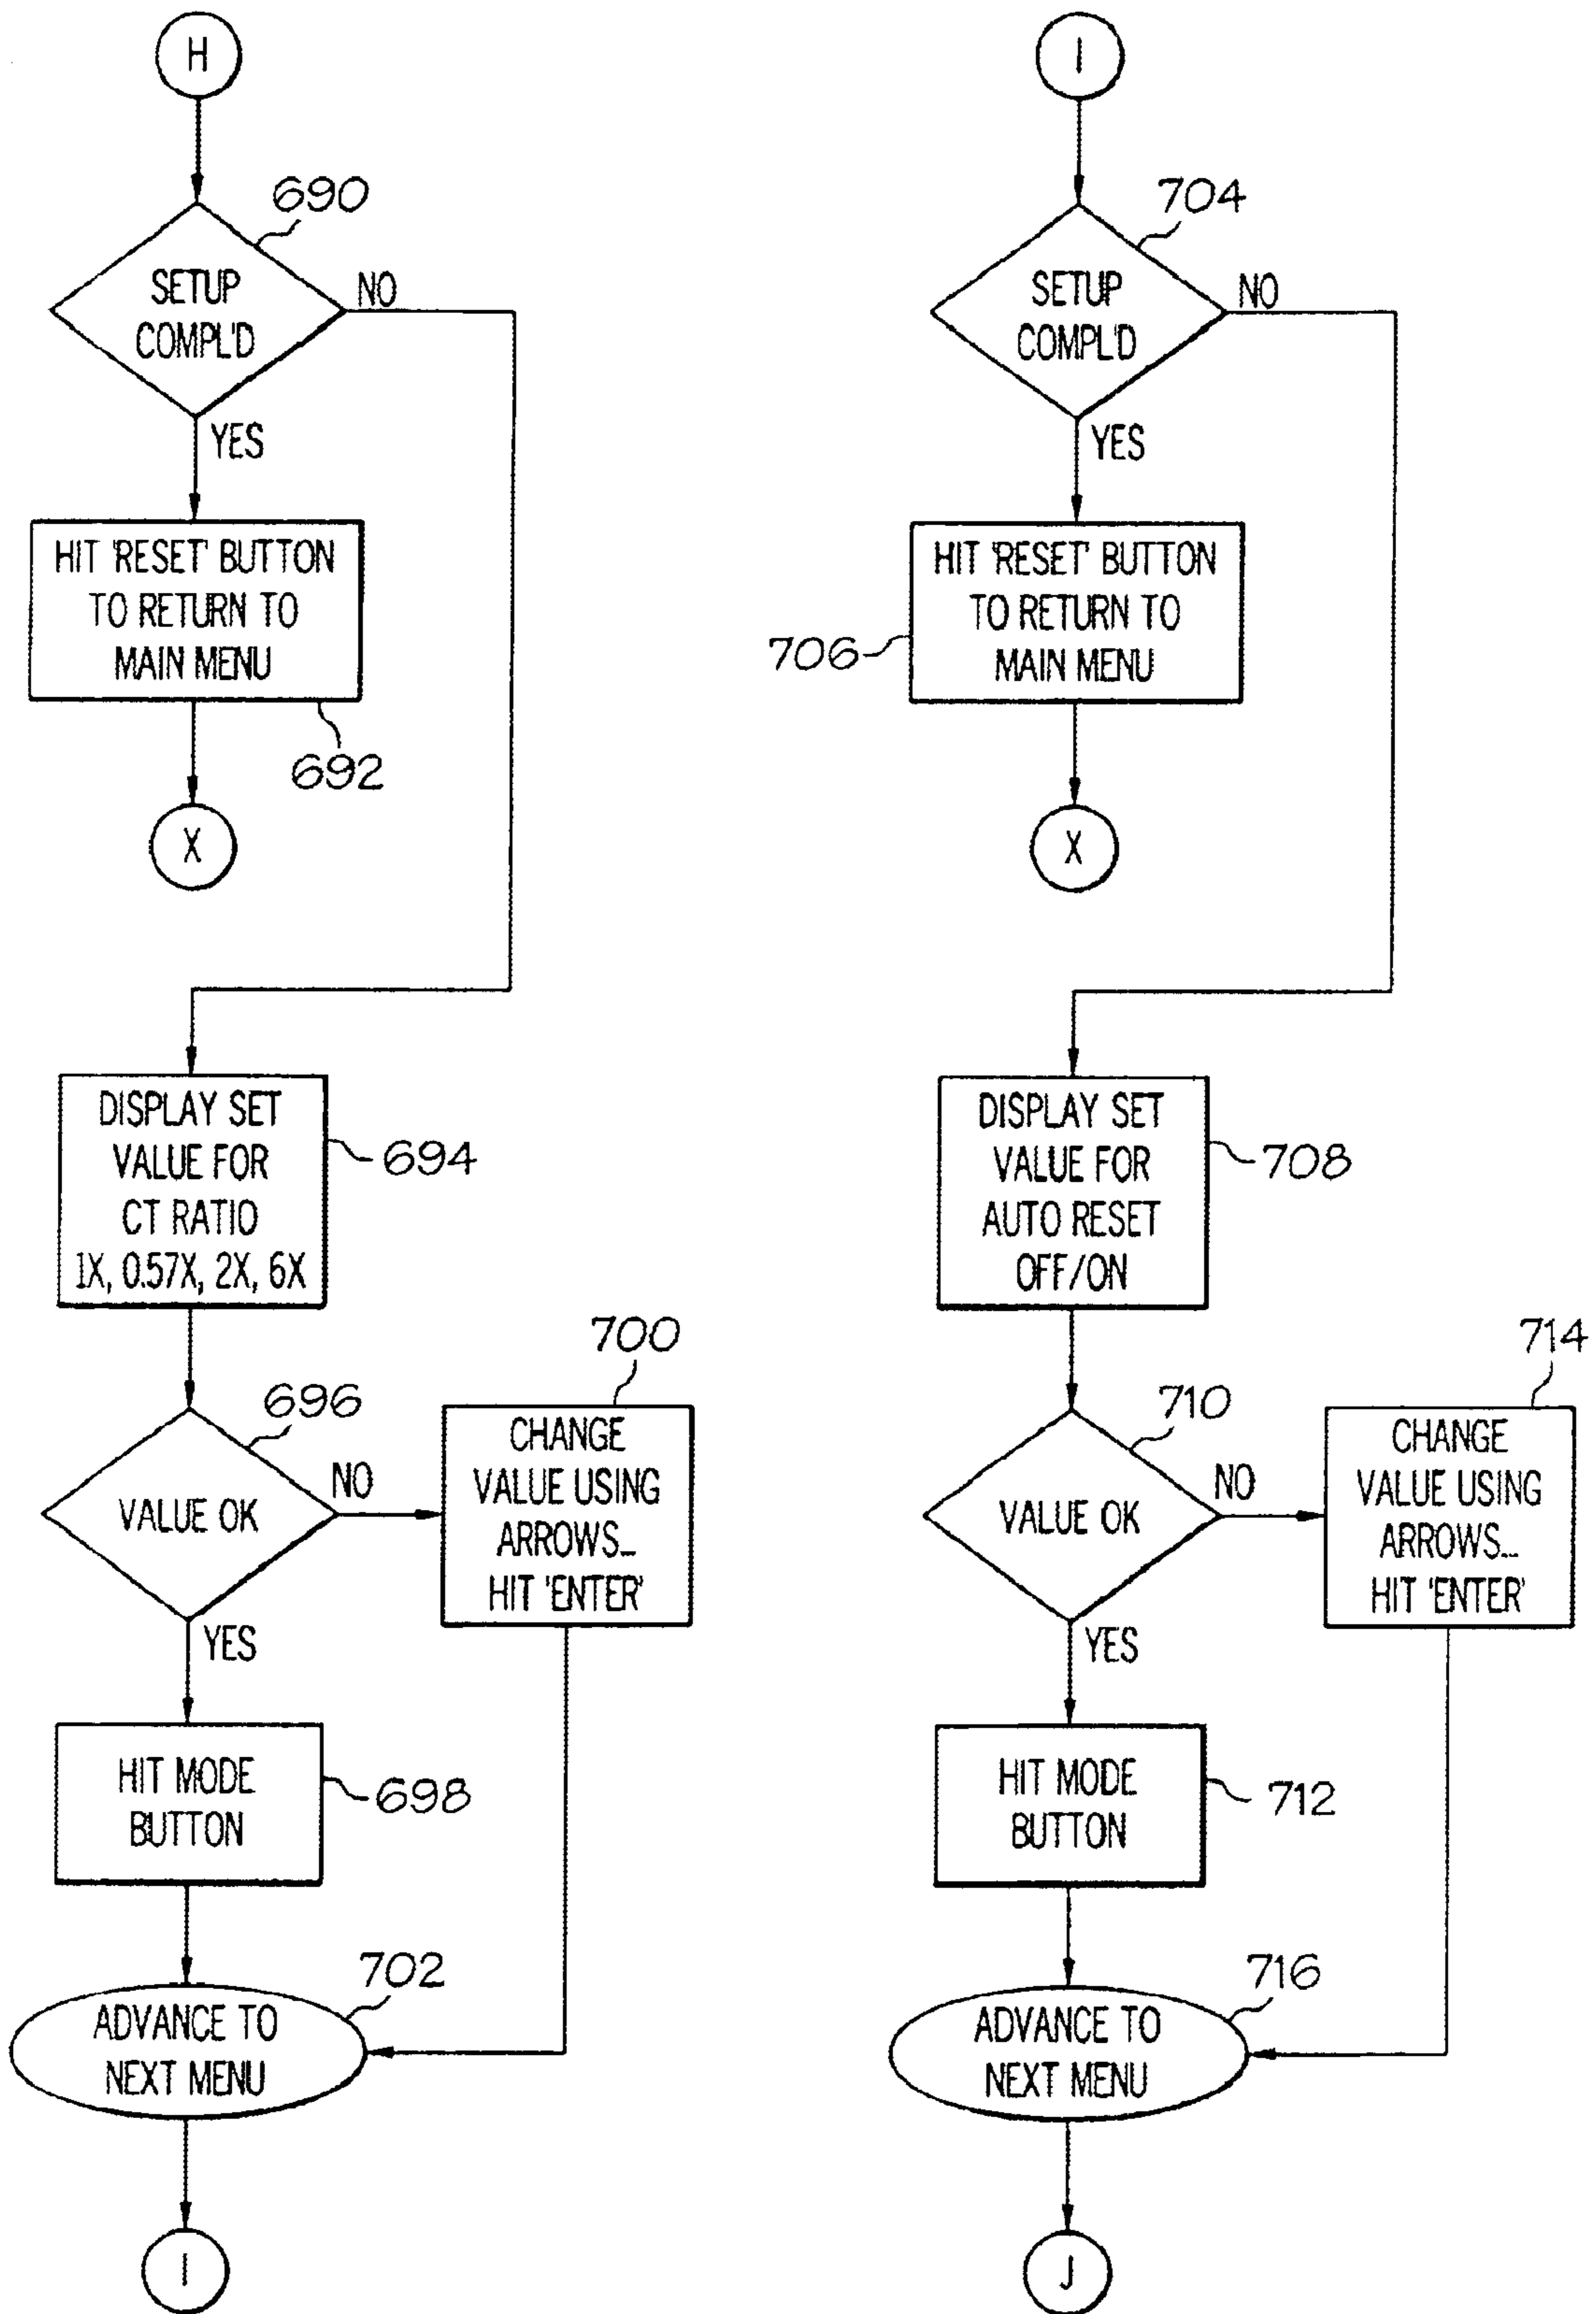 H
690
SETUP
COMPL'D
NO
YES
HIT 'RESET' BUTTON
TO RETURN TO
MAIN MENU
692
X
DISPLAY SET
VALUE FOR
CT RATIO
1X, 0.57X, 2X, 6X
694
696
VALUE OK
NO
700
CHANGE
VALUE USING
ARROWS...
HIT 'ENTER'
YES
HIT MODE
BUTTON
698
702
ADVANCE TO
NEXT MENU
I
I
704
SETUP
COMPL'D
NO
YES
HIT 'RESET' BUTTON
TO RETURN TO
MAIN MENU
706
X
DISPLAY SET
VALUE FOR
AUTO RESET
OFF/ON
708
710
VALUE OK
NO
714
CHANGE
VALUE USING
ARROWS...
HIT 'ENTER'
YES
HIT MODE
BUTTON
712
716
ADVANCE TO
NEXT MENU
J